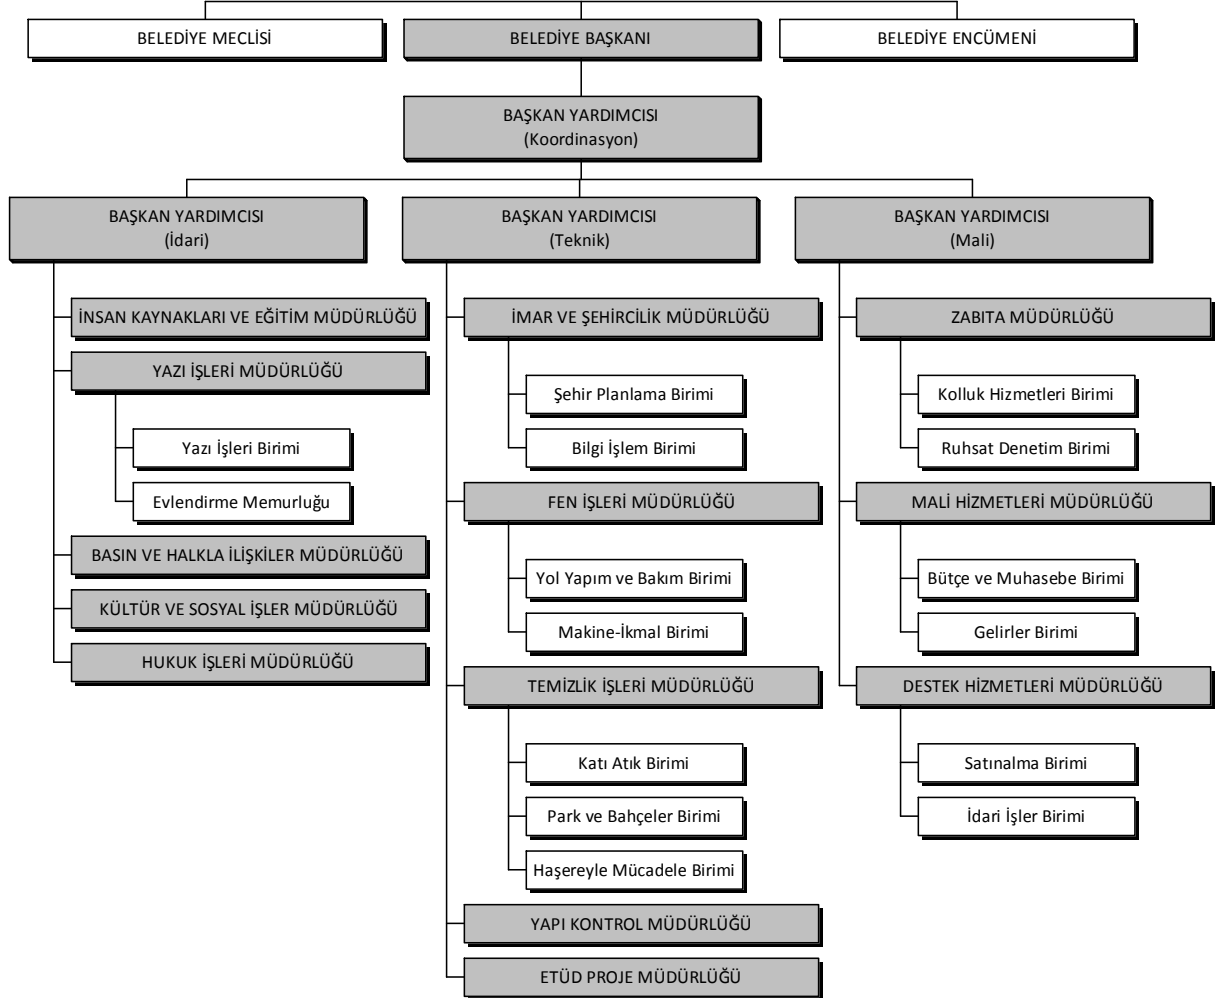 BELEDİYE MECLİSİ
BELEDİYE BAŞKANI
BELEDİYE ENCÜMENİ
BAŞKAN YARDIMCISI
(Koordinasyon)
BAŞKAN YARDIMCISI
(İdari)
BAŞKAN YARDIMCISI
(Teknik)
BAŞKAN YARDIMCISI
(Mali)
İNSAN KAYNAKLARI VE EĞİTİM MÜDÜRLÜĞÜ
YAZI İŞLERİ MÜDÜRLÜĞÜ
Yazı İşleri Birimi
Evlendirme Memurluğu
BASIN VE HALKLA İLİŞKİLER MÜDÜRLÜĞÜ
KÜLTÜR VE SOSYAL İŞLER MÜDÜRLÜĞÜ
HUKUK İŞLERİ MÜDÜRLÜĞÜ
İMAR VE ŞEHİRCİLİK MÜDÜRLÜĞÜ
Şehir Planlama Birimi
Bilgi İşlem Birimi
FEN İŞLERİ MÜDÜRLÜĞÜ
Yol Yapım ve Bakım Birimi
Makine-İkmal Birimi
TEMİZLİK İŞLERİ MÜDÜRLÜĞÜ
Katı Atık Birimi
Park ve Bahçeler Birimi
Haşereyle Mücadele Birimi
YAPI KONTROL MÜDÜRLÜĞÜ
ETÜD PROJE MÜDÜRLÜĞÜ
ZABITA MÜDÜRLÜĞÜ
Kolluk Hizmetleri Birimi
Ruhsat Denetim Birimi
MALİ HİZMETLERİ MÜDÜRLÜĞÜ
Bütçe ve Muhasebe Birimi
Gelirler Birimi
DESTEK HİZMETLERİ MÜDÜRLÜĞÜ
Satınalma Birimi
İdari İşler Birimi